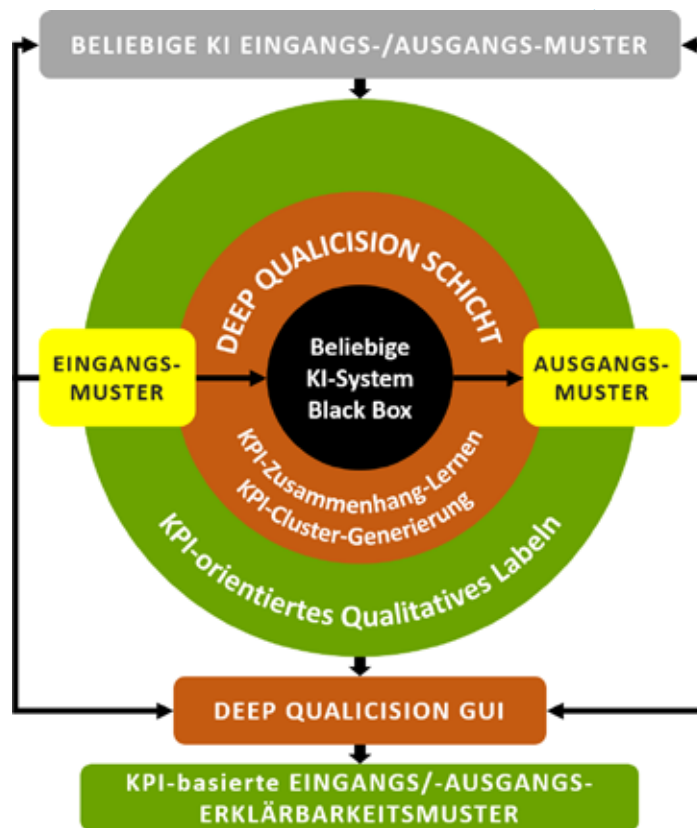 BELIEBIGE KI EINGANGS-/AUSGANGS-MUSTER
DEEP QUALICISION SCHICHT
EINGANGS-
MUSTER
Beliebige
KI-System
Black Box
AUSGANGS-
MUSTER
KPI-Zusammenhang-Lernen
KPI-Cluster-Generierung
KPI-orientiertes Qualitatives Labeln
DEEP QUALICISION GUI
KPI-basierte EINGANGS/-AUSGANGS-
ERKLÄRBARKEITSMUSTER